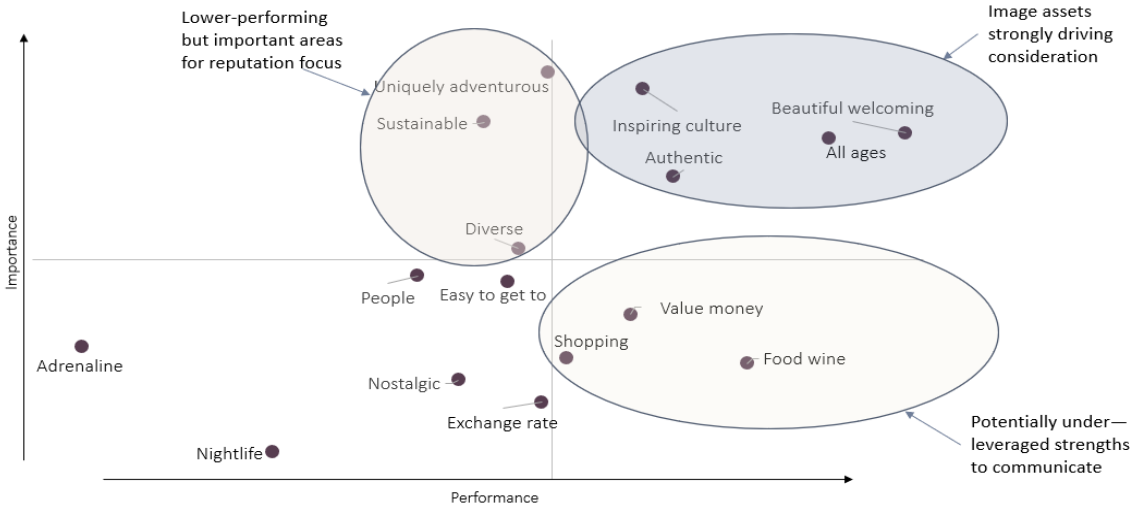 Lower-performing
but important areas
for reputation focus
Image assets
strongly driving
consideration
Uniquely adventurous
Sustainable
Inspiring culture
Beautiful welcoming
All ages
Authentic
Diverse
Importance
People
Easy to get to
Value money
Shopping
Food wine
Adrenaline
Nostalgic
Exchange rate
Nightlife
Potentially under—
leveraged strengths
to communicate
Performance